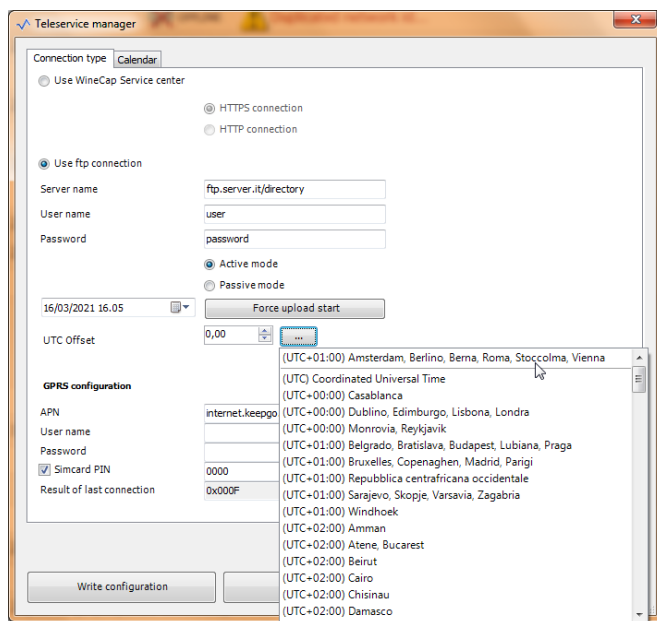 Teleservice manager
Connection type Calendar
Use WineCap Service center
HTTPS connection
HTTP connection
Use ftp connection
Server name ftp.server.it/directory
User name user
Password password
Active mode
Passive mode
16/03/2021 16.05 Force upload start
UTC Offset 0,00 ...
(UTC+01:00) Amsterdam, Berlino, Berna, Roma, Stoccolma, Vienna
(UTC) Coordinated Universal Time
(UTC+00:00) Casablanca
(UTC+00:00) Dublino, Edimburgo, Lisbona, Londra
(UTC+00:00) Monrovia, Reykjavik
(UTC+01:00) Belgrado, Bratislava, Budapest, Lubiana, Praga
(UTC+01:00) Bruxelles, Copenaghen, Madrid, Parigi
(UTC+01:00) Repubblica centrafricana occidentale
(UTC+01:00) Sarajevo, Skopje, Varsavia, Zagabria
(UTC+01:00) Windhoek
(UTC+02:00) Amman
(UTC+02:00) Atene, Bucarest
(UTC+02:00) Beirut
(UTC+02:00) Cairo
(UTC+02:00) Chisinau
(UTC+02:00) Damasco
GPRS configuration
APN internet.keepgo
User name
Password
Simcard PIN 0000
Result of last connection 0x000F
Write configuration